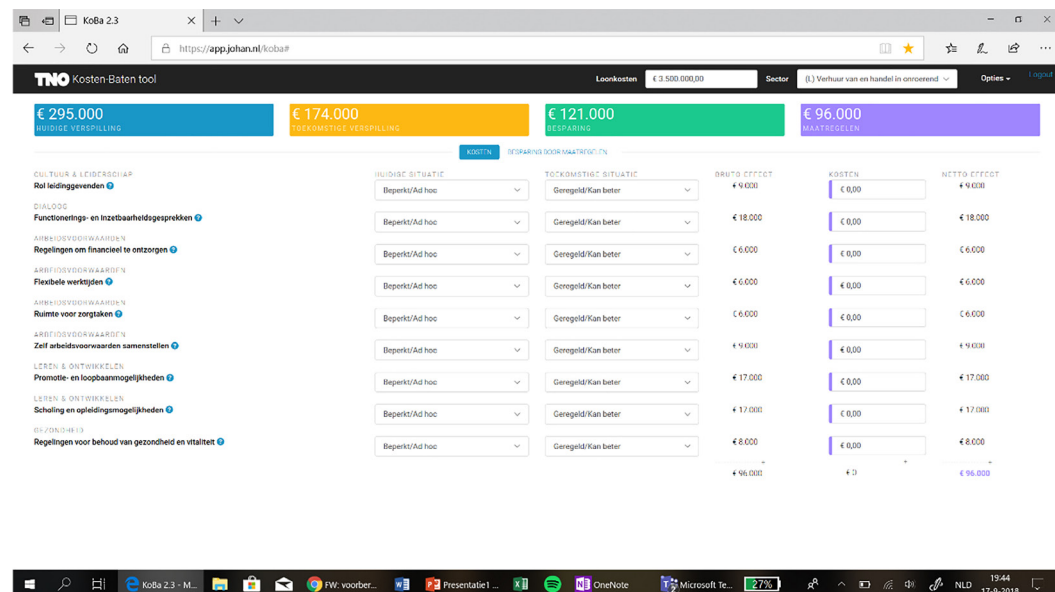 KoBa 2.3
https://app.johan.nl/koba#
TNO Kosten-Baten tool
Loonkosten
€ 3.500.000,00
Sector
(L) Verhuur van en handel in onroerend
Opties
Logout
€ 295.000
HUIDIGE VERSPILLING
€ 174.000
TOEKOMSTIGE VERSPILLING
€ 121.000
BESPARING
€ 96.000
MAATREGELEN
KOSTEN
BESPARING DOOR MAATREGELEN
HUIDIGE SITUATIE
TOEKOMSTIGE SITUATIE
BRUTO EFFECT
KOSTEN
NETTO EFFECT
CULTUUR & LEIDERSCHAP
Rol leidinggevenden Beperkt/Ad hoc Geregeld/Kan beter € 9.000 € 0,00 € 9.000
DIALOOG
Functionerings- en inzetbaarheidsgesprekken Beperkt/Ad hoc Geregeld/Kan beter € 18.000 € 0,00 € 18.000
ARBEIDSVOORWAARDEN
Regelingen om financieel te ontzorgen Beperkt/Ad hoc Geregeld/Kan beter € 6.000 € 0,00 € 6.000
ARBEIDSVOORWAARDEN
Flexibele werktijden Beperkt/Ad hoc Geregeld/Kan beter € 6.000 € 0,00 € 6.000
ARBEIDSVOORWAARDEN
Ruimte voor zorgtaken Beperkt/Ad hoc Geregeld/Kan beter € 6.000 € 0,00 € 6.000
ARBEIDSVOORWAARDEN
Zelf arbeidsvoorwaarden samenstellen Beperkt/Ad hoc Geregeld/Kan beter € 9.000 € 0,00 € 9.000
LEREN & ONTWIKKELEN
Promotie- en loopbaanmogelijkheden Beperkt/Ad hoc Geregeld/Kan beter € 17.000 € 0,00 € 17.000
LEREN & ONTWIKKELEN
Scholing en opleidingsmogelijkheden Beperkt/Ad hoc Geregeld/Kan beter € 17.000 € 0,00 € 17.000
GEZONDHEID
Regelingen voor behoud van gezondheid en vitaliteit Beperkt/Ad hoc Geregeld/Kan beter € 8.000 € 0,00 € 8.000
€ 96.000 € 0 € 96.000
KoBa 2.3 - M...
FW: voorber...
Presentatie1 ...
OneNote
Microsoft Te...
27%
NLD
19:44
17-9-2018